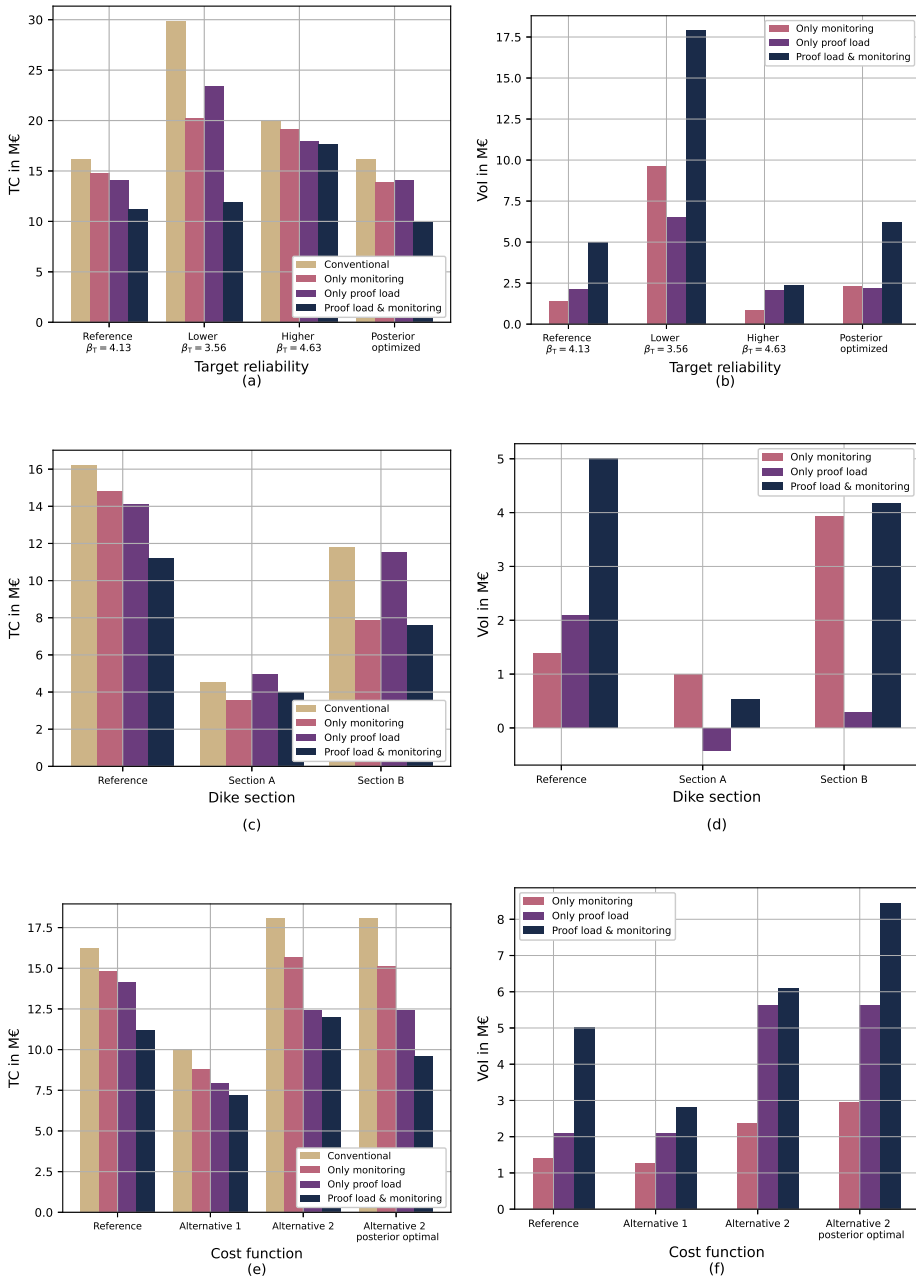 30
25
20
15
10
5
0
TC in M€
Conventional
Only monitoring
Only proof load
Proof load & monitoring
Reference
βT = 4.13
Lower
βT = 3.56
Higher
βT = 4.63
Posterior
optimized
Target reliability
(a)
17.5
15.0
12.5
10.0
7.5
5.0
2.5
0.0
VoI in M€
Only monitoring
Only proof load
Proof load & monitoring
Reference
βT = 4.13
Lower
βT = 3.56
Higher
βT = 4.63
Posterior
optimized
Target reliability
(b)
16
14
12
10
8
6
4
2
0
TC in M€
Conventional
Only monitoring
Only proof load
Proof load & monitoring
Reference
Section A
Section B
Dike section
(c)
5
4
3
2
1
0
VoI in M€
Only monitoring
Only proof load
Proof load & monitoring
Reference
Section A
Section B
Dike section
(d)
17.5
15.0
12.5
10.0
7.5
5.0
2.5
0.0
TC in M€
Conventional
Only monitoring
Only proof load
Proof load & monitoring
Reference
Alternative 1
Alternative 2
Alternative 2
posterior optimal
Cost function
(e)
8
7
6
5
4
3
2
1
0
VoI in M€
Only monitoring
Only proof load
Proof load & monitoring
Reference
Alternative 1
Alternative 2
Alternative 2
posterior optimal
Cost function
(f)